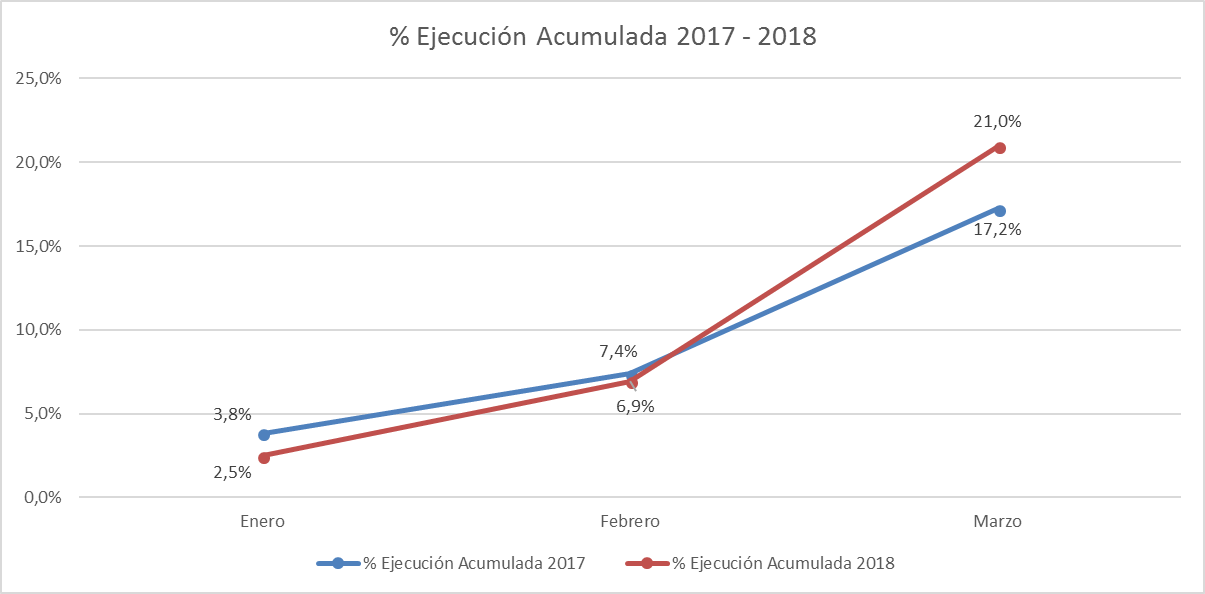 % Ejecución Acumulada 2017 - 2018
25,0%
20,0%
15,0%
10,0%
5,0%
0,0%
21,0%
17,2%
7,4%
6,9%
3,8%
2,5%
Enero
Febrero
Marzo
% Ejecución Acumulada 2017
% Ejecución Acumulada 2018